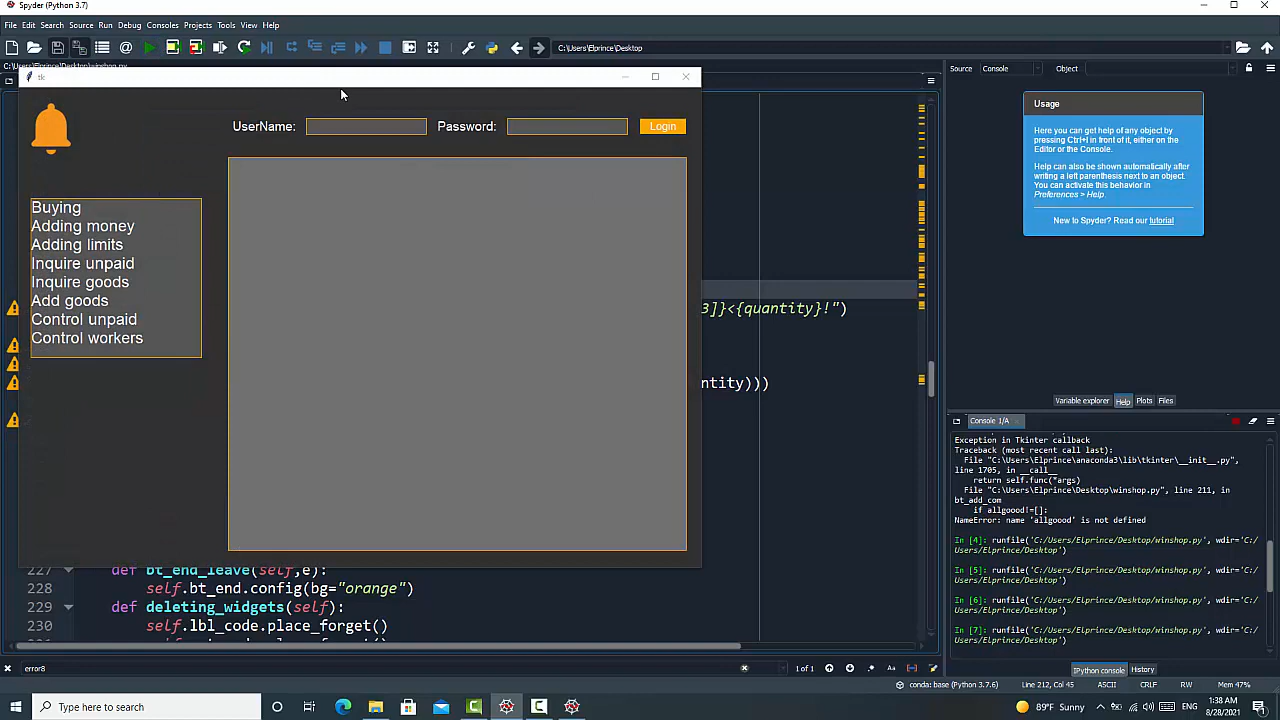 Spyder (Python 3.7)
File Edit Search Source Run Debug Consoles Projects Tools View Help
C:\Users\Elprince\Desktop
C:\Users\Elprince\Desktop\winshop.py
tk
UserName: Password: Login
Buying
Adding money
Adding limits
Inquire unpaid
Inquire goods
Add goods
Control unpaid
Control workers
3]}<{quantity}!")
ntity)))
227 def bt_end_leave(self,e):
228 self.bt_end.config(bg="orange")
229 def deleting_widgets(self):
230 self.lbl_code.place_forget()
error8
1 of 1
Aa
Source Console Object
Usage
Here you can get help of any object by
pressing Ctrl+I in front of it, either on the
Editor or the Console.
Help can also be shown automatically after
writing a left parenthesis next to an object.
You can activate this behavior in
Preferences > Help.
New to Spyder? Read our tutorial
Variable explorer Help Plots Files
Console 1/A
Exception in Tkinter callback
Traceback (most recent call last):
File "C:\Users\Elprince\anaconda3\lib\tkinter\__init__.py",
line 1705, in __call__
return self.func(*args)
File "C:\Users\Elprince\Desktop\winshop.py", line 211, in
bt_add_com
if allgoood!=[]:
NameError: name 'allgoood' is not defined
In [4]: runfile('C:/Users/Elprince/Desktop/winshop.py', wdir='C:/
Users/Elprince/Desktop')
In [5]: runfile('C:/Users/Elprince/Desktop/winshop.py', wdir='C:/
Users/Elprince/Desktop')
In [6]: runfile('C:/Users/Elprince/Desktop/winshop.py', wdir='C:/
Users/Elprince/Desktop')
In [7]: runfile('C:/Users/Elprince/Desktop/winshop.py', wdir='C:/
Users/Elprince/Desktop')
IPython console History
conda: base (Python 3.7.6) Line 212, Col 45 ASCII CRLF RW Mem 47%
Type here to search
89°F Sunny
ENG
1:38 AM
8/28/2021